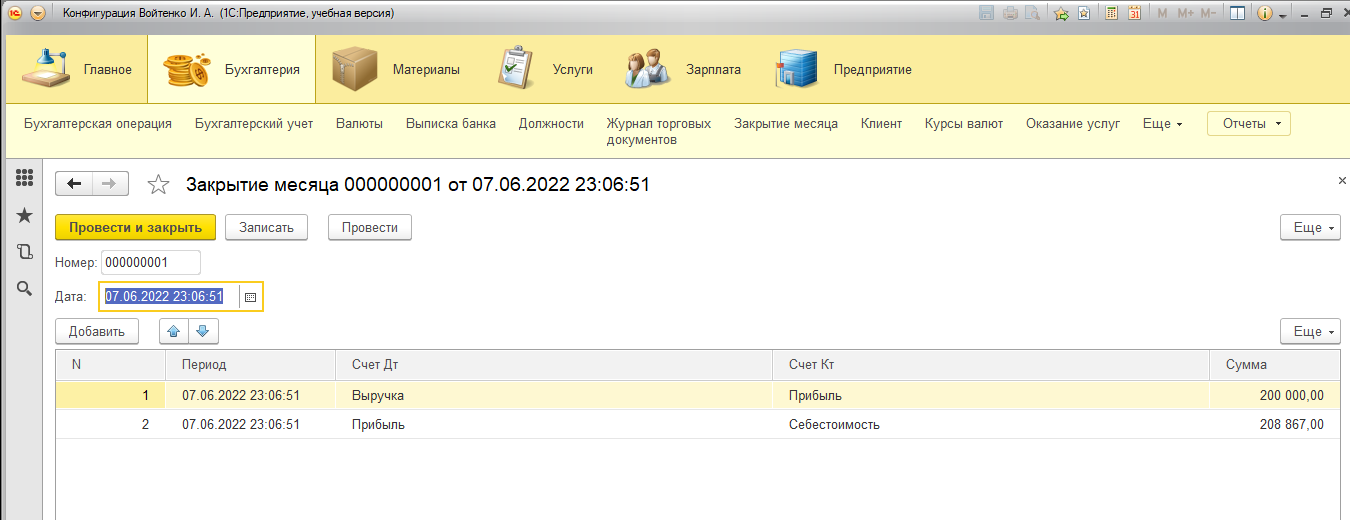 Конфигурация Войтенко И. А. (1С:Предприятие, учебная версия)
M M+ M-
Главное
Бухгалтерия
Материалы
Услуги
Зарплата
Предприятие
Бухгалтерская операция
Бухгалтерский учет
Валюты
Выписка банка
Должности
Журнал торговых
документов
Закрытие месяца
Клиент
Курсы валют
Оказание услуг
Еще
Отчеты
Закрытие месяца 000000001 от 07.06.2022 23:06:51
Провести и закрыть
Записать
Провести
Еще
Номер: 000000001
Дата: 07.06.2022 23:06:51
Добавить
Еще
N Период Счет Дт Счет Кт Сумма
1 07.06.2022 23:06:51 Выручка Прибыль 200 000,00
2 07.06.2022 23:06:51 Прибыль Себестоимость 208 867,00